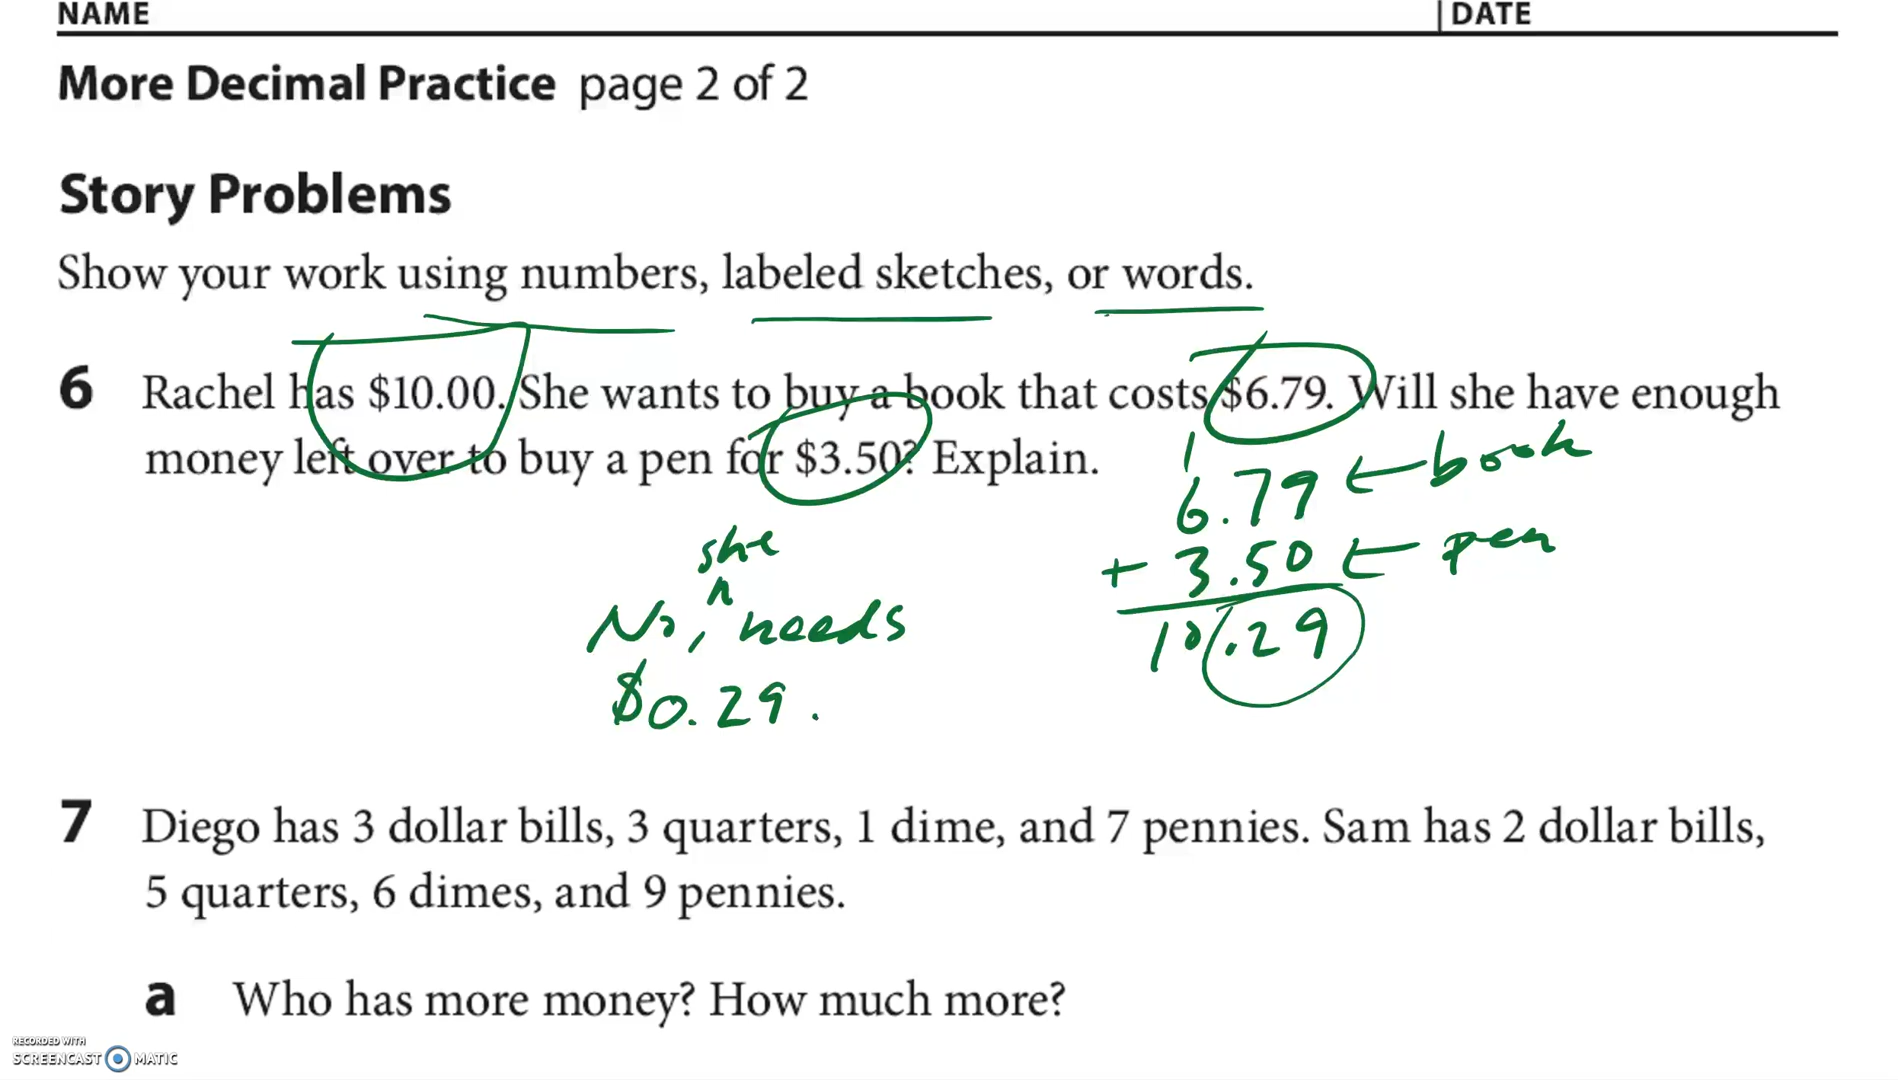 NAME | DATE
More Decimal Practice page 2 of 2
Story Problems
Show your work using numbers, labeled sketches, or words.
6 Rachel has $10.00. She wants to buy a book that costs $6.79. Will she have enough
money left over to buy a pen for $3.50? Explain.
1
6.79 ← book
+ 3.50 ← pen
10.29
she
^
No, needs
$0.29.
7 Diego has 3 dollar bills, 3 quarters, 1 dime, and 7 pennies. Sam has 2 dollar bills,
5 quarters, 6 dimes, and 9 pennies.
a Who has more money? How much more?
RECORDED WITH
SCREENCAST MATIC